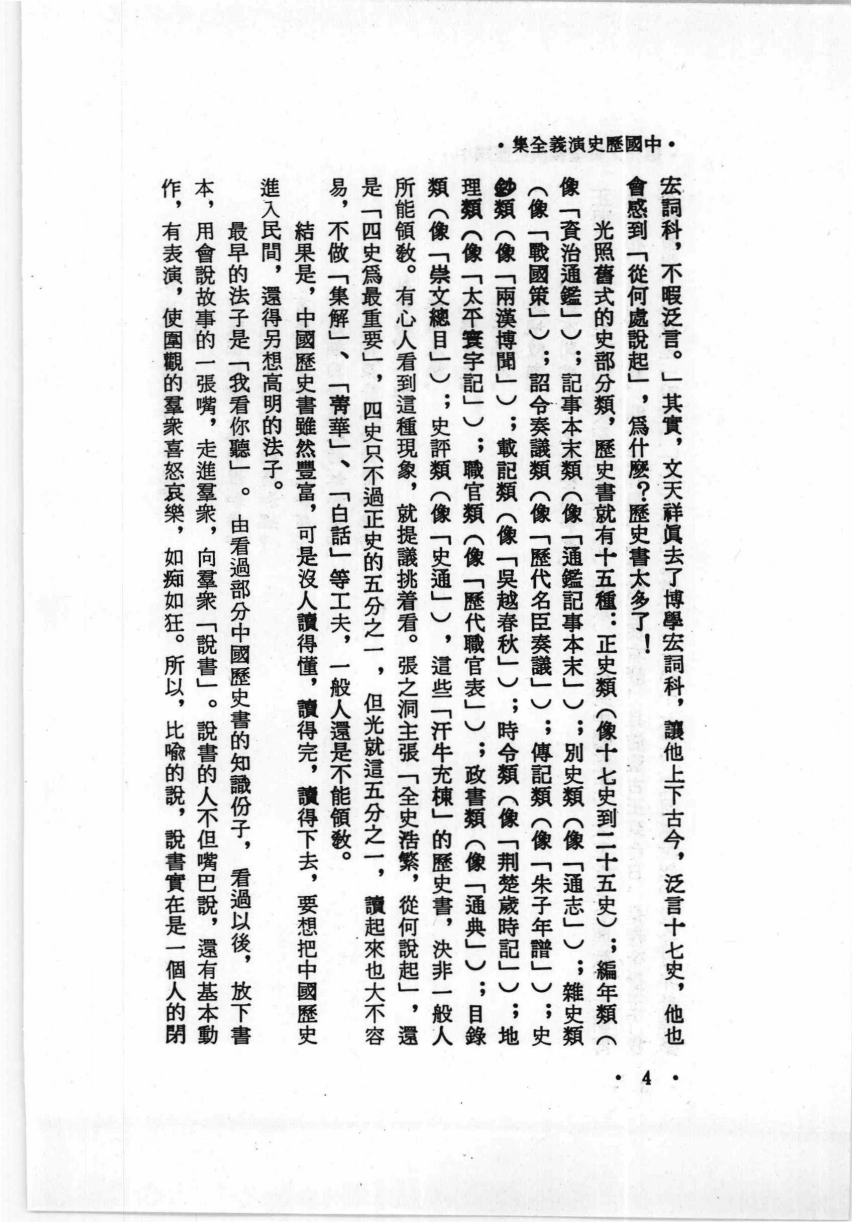 ·中國歷史演義全集·
宏詞科，不暇泛言。」其實，文天祥眞去了博學宏詞科，讓他上下古今，泛言十七史，他也
會感到「從何處說起」，爲什麼？歷史書太多了！
光照舊式的史部分類，歷史書就有十五種：正史類（像十七史到二十五史）；編年類（
像「資治通鑑」）；記事本末類（像「通鑑記事本末」）；別史類（像「通志」）；雜史類
（像「戰國策」）；詔令奏議類（像「歷代名臣奏議」）；傳記類（像「朱子年譜」）；史
鈔類（像「兩漢博聞」）；載記類（像「吳越春秋」）；時令類（像「荆楚歲時記」）；地
理類（像「太平寰宇記」）；職官類（像「歷代職官表」）；政書類（像「通典」）；目錄
類（像「崇文總目」）；史評類（像「史通」），這些「汗牛充棟」的歷史書，決非一般人
所能領敎。有心人看到這種現象，就提議挑着看。張之洞主張「全史浩繁，從何說起」，還
是「四史爲最重要」，四史只不過正史的五分之一，但光就這五分之一，讀起來也大不容
易，不做「集解」、「菁華」、「白話」等工夫，一般人還是不能領敎。
結果是，中國歷史書雖然豐富，可是沒人讀得懂，讀得完，讀得下去，要想把中國歷史
進入民間，還得另想高明的法子。
最早的法子是「我看你聽」。由看過部分中國歷史書的知識份子，看過以後，放下書
本，用會說故事的一張嘴，走進羣衆，向羣衆「說書」。說書的人不但嘴巴說，還有基本動
作，有表演，使圍觀的羣衆喜怒哀樂，如痴如狂。所以，比喩的說，說書實在是一個人的閉
·4·